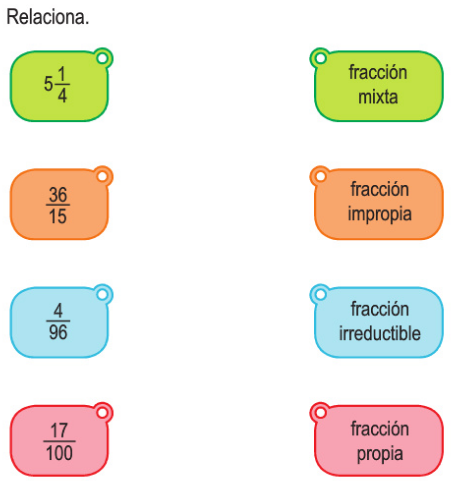 Relaciona.
5 1/4
fracción
mixta
36/15
fracción
impropia
4/96
fracción
irreductible
17/100
fracción
propia